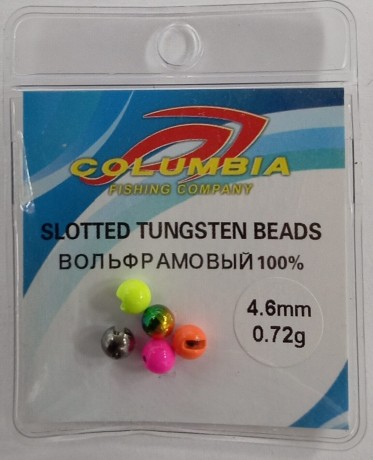 COLUMBIA
FISHING COMPANY
SLOTTED TUNGSTEN BEADS
ВОЛЬФРАМОВЫЙ 100%
4.6mm
0.72g